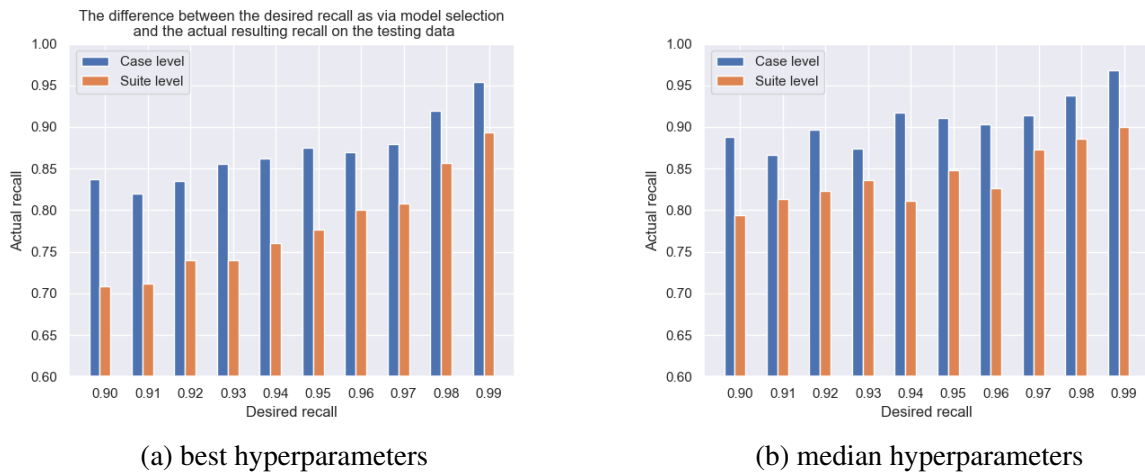 The difference between the desired recall as via model selection
and the actual resulting recall on the testing data
1.00
0.95
0.90
0.85
0.80
0.75
0.70
0.65
0.60
Actual recall
Case level
Suite level
0.90 0.91 0.92 0.93 0.94 0.95 0.96 0.97 0.98 0.99
Desired recall
(a) best hyperparameters
1.00
0.95
0.90
0.85
0.80
0.75
0.70
0.65
0.60
Actual recall
Case level
Suite level
0.90 0.91 0.92 0.93 0.94 0.95 0.96 0.97 0.98 0.99
Desired recall
(b) median hyperparameters